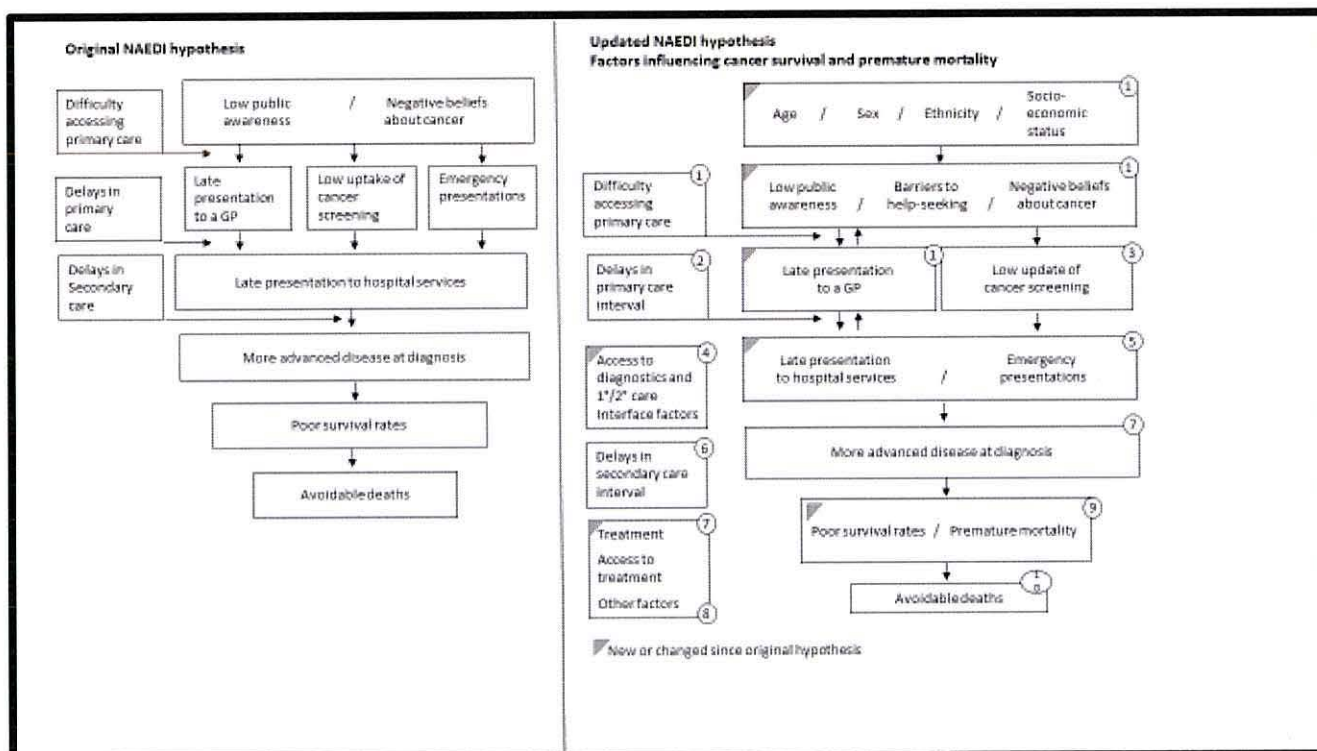 Original NAEDI hypothesis
Difficulty
accessing
primary care
Low public
awareness
/
Negative beliefs
about cancer
Delays in
primary
care
Late
presentation
to a GP
Low uptake of
cancer
screening
Emergency
presentations
Delays in
Secondary
care
Late presentation to hospital services
More advanced disease at diagnosis
Poor survival rates
Avoidable deaths
Updated NAEDI hypothesis
Factors influencing cancer survival and premature mortality
1
Age / Sex / Ethnicity /
Socio-
economic
status
1
Difficulty
accessing
primary care
1
Low public
awareness
/
Barriers to
help-seeking
/
Negative beliefs
about cancer
2
Delays in
primary care
interval
1
Late presentation
to a GP
3
Low update of
cancer screening
4
Access to
diagnostics and
1°/2° care
Interface factors
5
Late presentation
to hospital services
/
Emergency
presentations
6
Delays in
secondary care
interval
7
More advanced disease at diagnosis
7
Treatment
Access to
treatment
Other factors
8
9
Poor survival rates / Premature mortality
1
0
Avoidable deaths
New or changed since original hypothesis